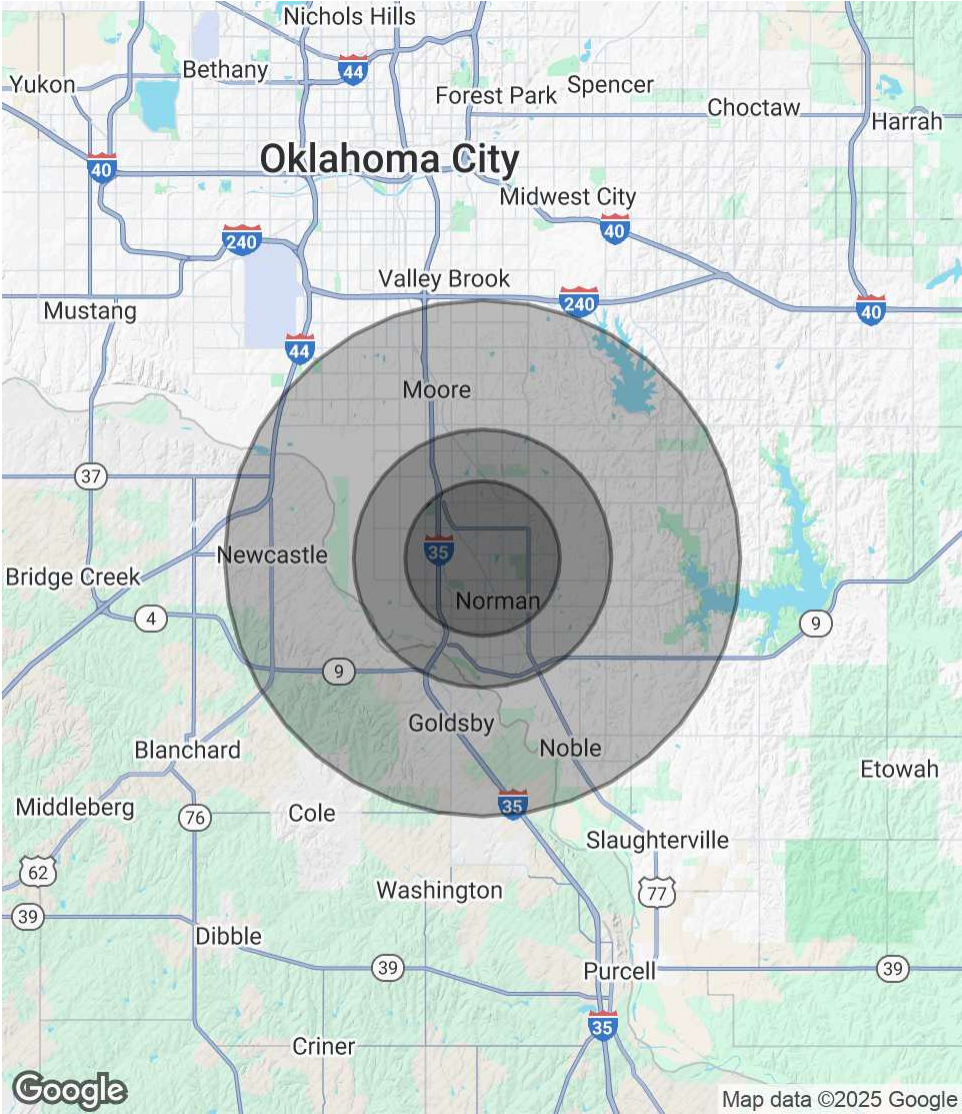 Nichols Hills
44
Bethany
Yukon
Spencer
Forest Park
Choctaw
Harrah
Oklahoma City
40
Midwest City
40
240
Valley Brook
240
Mustang
40
44
Moore
37
35
Newcastle
Bridge Creek
Norman
4
9
9
Goldsby
Noble
Blanchard
Etowah
Middleberg
35
76
Cole
Slaughterville
62
Washington
77
39
Dibble
39
Purcell
39
35
Criner
Google
Map data ©2025 Google